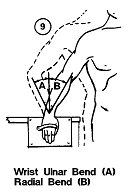 9
A B
Wrist Ulnar Bend (A)
Radial Bend (B)